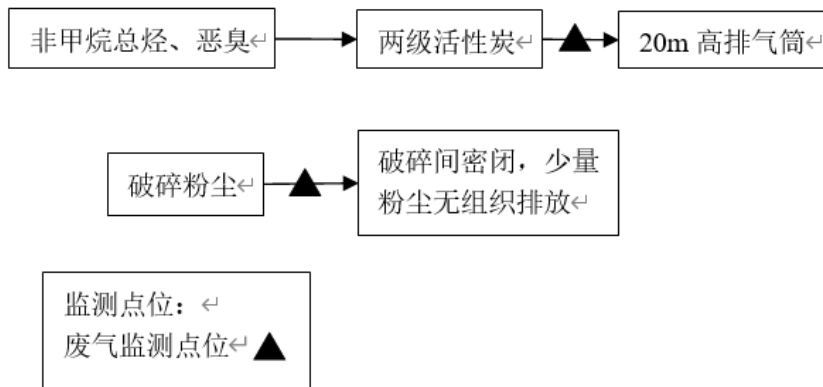 非甲烷总烃、恶臭↵
两级活性炭↵
20m 高排气筒↵
破碎粉尘↵
破碎间密闭，少量
粉尘无组织排放↵
监测点位：↵
废气监测点位↵▲